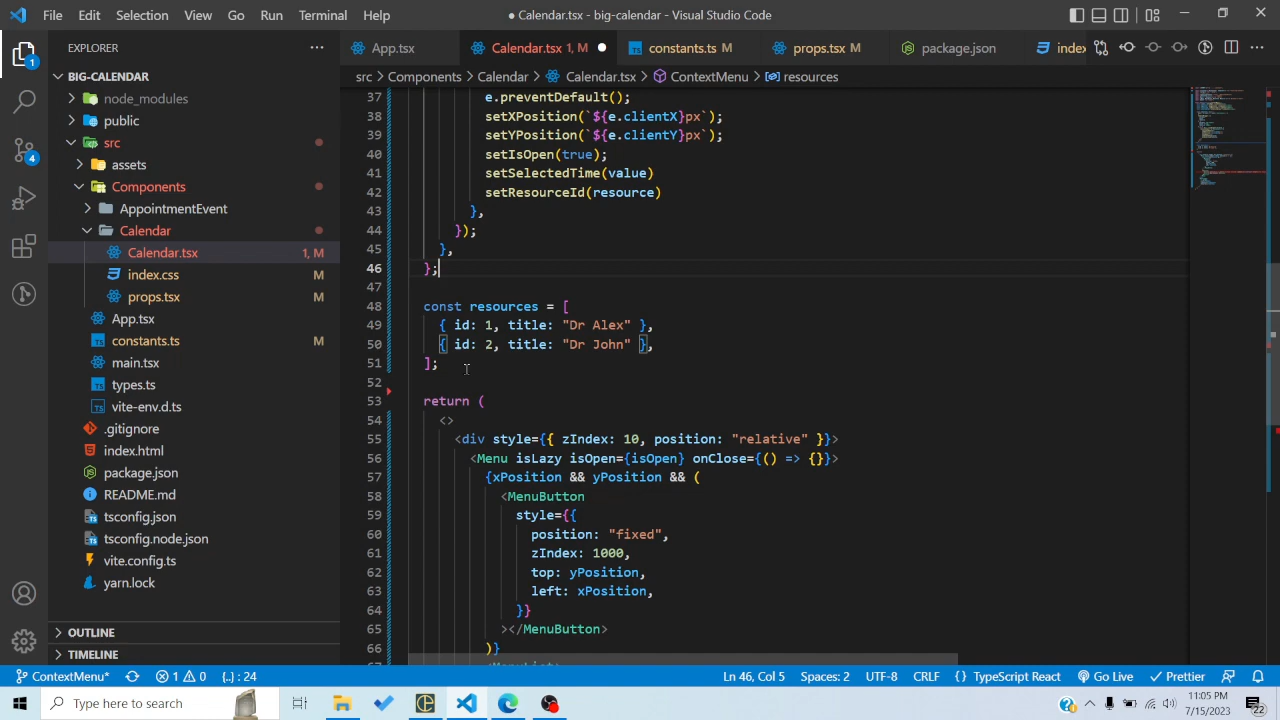 File Edit Selection View Go Run Terminal Help
● Calendar.tsx - big-calendar - Visual Studio Code
EXPLORER
App.tsx
Calendar.tsx 1, M
constants.ts M
props.tsx M
package.json
index
BIG-CALENDAR
src > Components > Calendar > Calendar.tsx > ContextMenu > resources
node_modules
public
src
assets
Components
AppointmentEvent
Calendar
Calendar.tsx 1, M
index.css M
props.tsx M
App.tsx
constants.ts M
main.tsx
types.ts
vite-env.d.ts
.gitignore
index.html
package.json
README.md
tsconfig.json
tsconfig.node.json
vite.config.ts
yarn.lock
OUTLINE
TIMELINE
37 e.preventDefault();
38 setXPosition(`${e.clientX}px`);
39 setYPosition(`${e.clientY}px`);
40 setIsOpen(true);
41 setSelectedTime(value)
42 setResourceId(resource)
43 },
44 });
45 },
46 };
47
48 const resources = [
49 { id: 1, title: "Dr Alex" },
50 { id: 2, title: "Dr John" },
51 ];
52
53 return (
54 <>
55 <div style={{ zIndex: 10, position: "relative" }}>
56 <Menu isLazy isOpen={isOpen} onClose={() => {}}>
57 {xPosition && yPosition && (
58 <MenuButton
59 style={{
60 position: "fixed",
61 zIndex: 1000,
62 top: yPosition,
63 left: xPosition,
64 }}
65 ></MenuButton>
66 )}
67 <MenuList>
1
4
ContextMenu* 1 0 {..} : 24 Ln 46, Col 5 Spaces: 2 UTF-8 CRLF {} TypeScript React Go Live Prettier
Type here to search
11:05 PM
7/15/2023
22